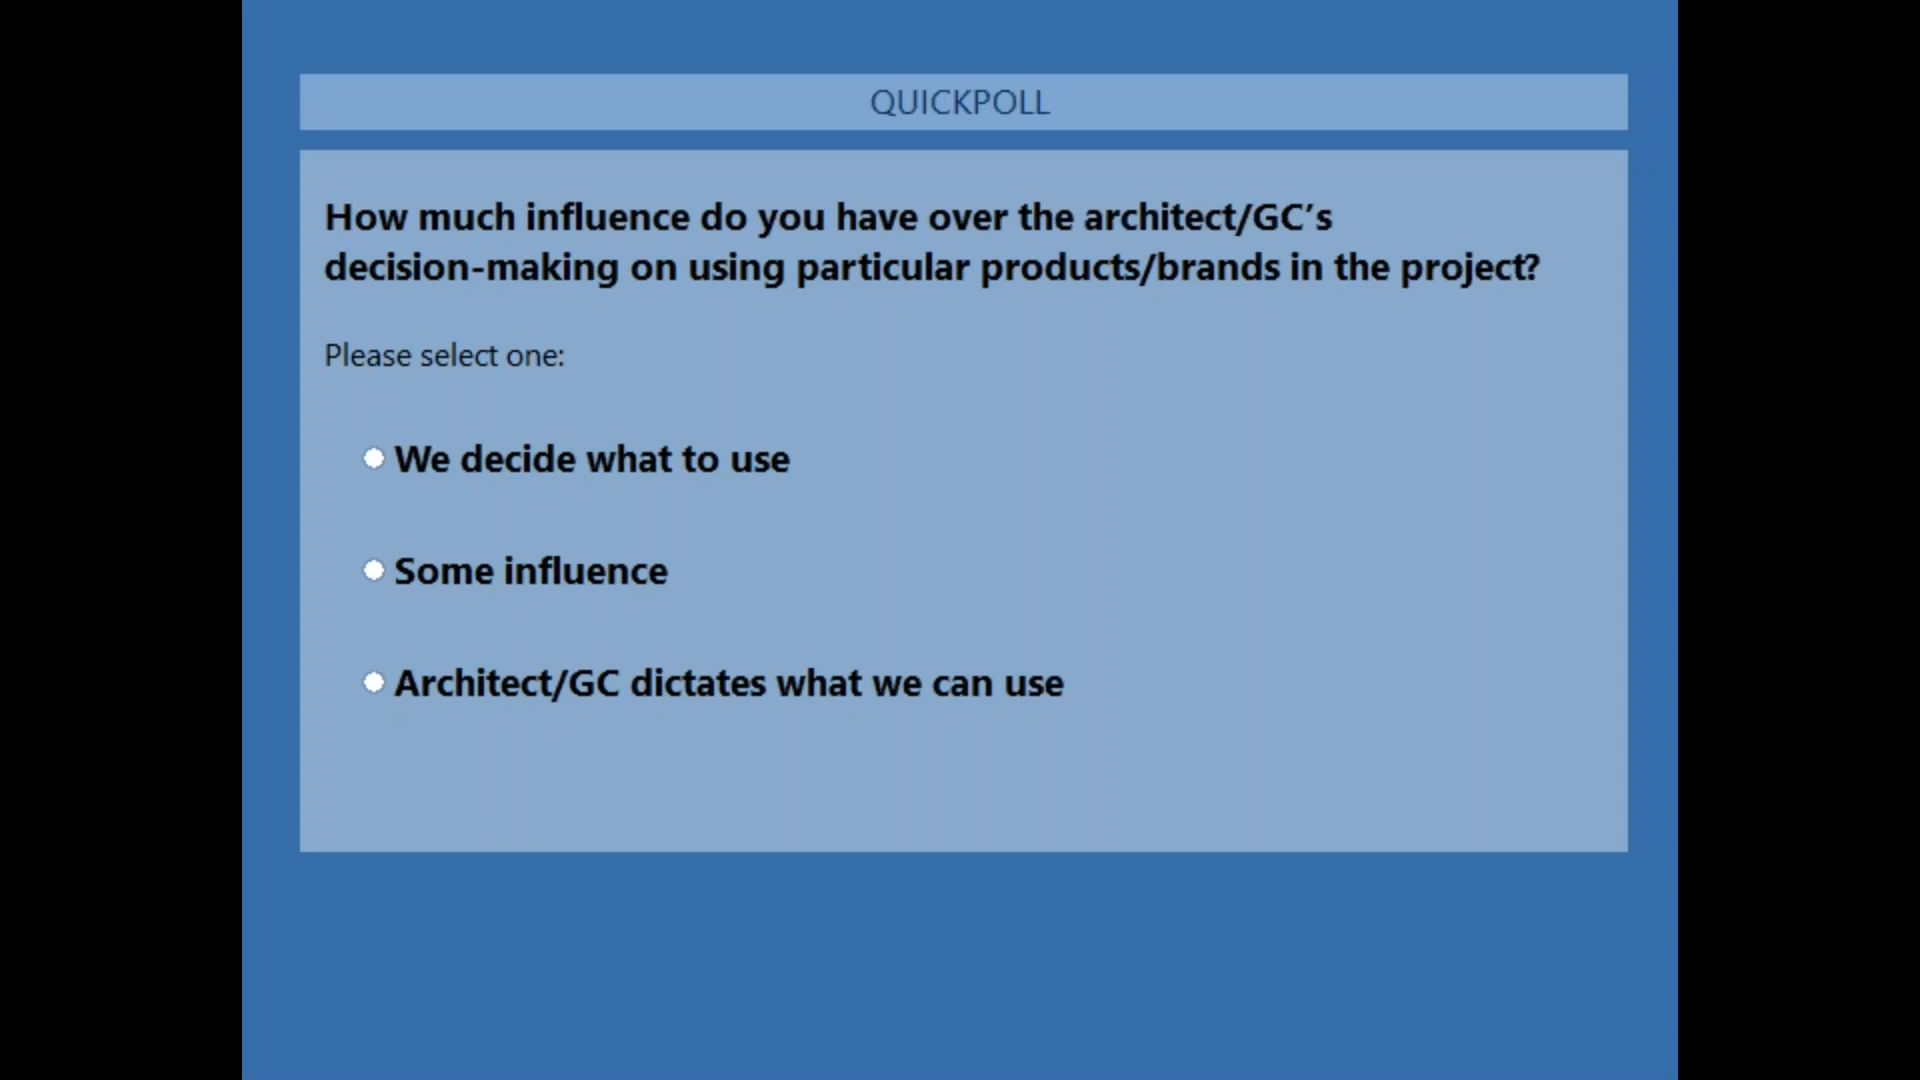 QUICKPOLL
How much influence do you have over the architect/GC’s
decision-making on using particular products/brands in the project?
Please select one:
We decide what to use
Some influence
Architect/GC dictates what we can use